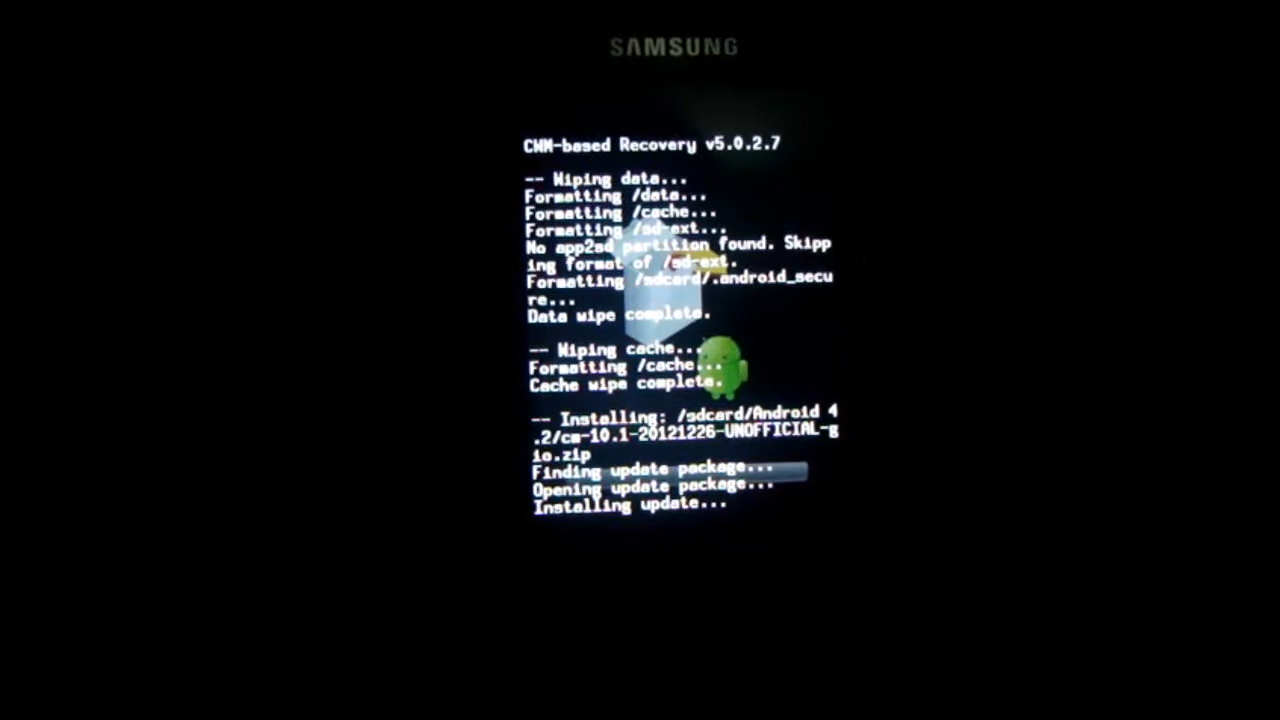 SAMSUNG
CWM-based Recovery v5.0.2.7
-- Wiping data...
Formatting /data...
Formatting /cache...
Formatting /sd-ext...
No app2sd partition found. Skipp
ing format of /sd-ext.
Formatting /sdcard/.android_secu
re...
Data wipe complete.
-- Wiping cache...
Formatting /cache...
Cache wipe complete.
-- Installing: /sdcard/Android 4
.2/cm-10.1-20121226-UNOFFICIAL-g
io.zip
Finding update package...
Opening update package...
Installing update...